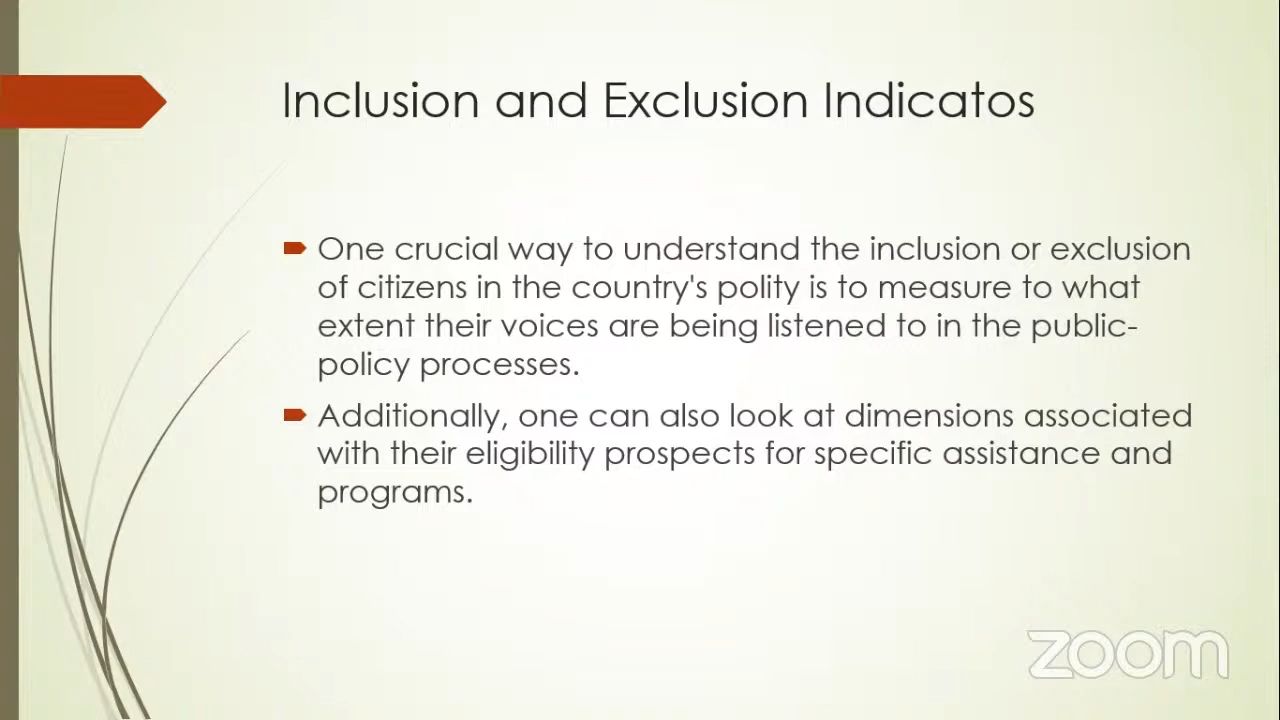 Inclusion and Exclusion Indicatos
One crucial way to understand the inclusion or exclusion
of citizens in the country's polity is to measure to what
extent their voices are being listened to in the public-
policy processes.
Additionally, one can also look at dimensions associated
with their eligibility prospects for specific assistance and
programs.
zoom